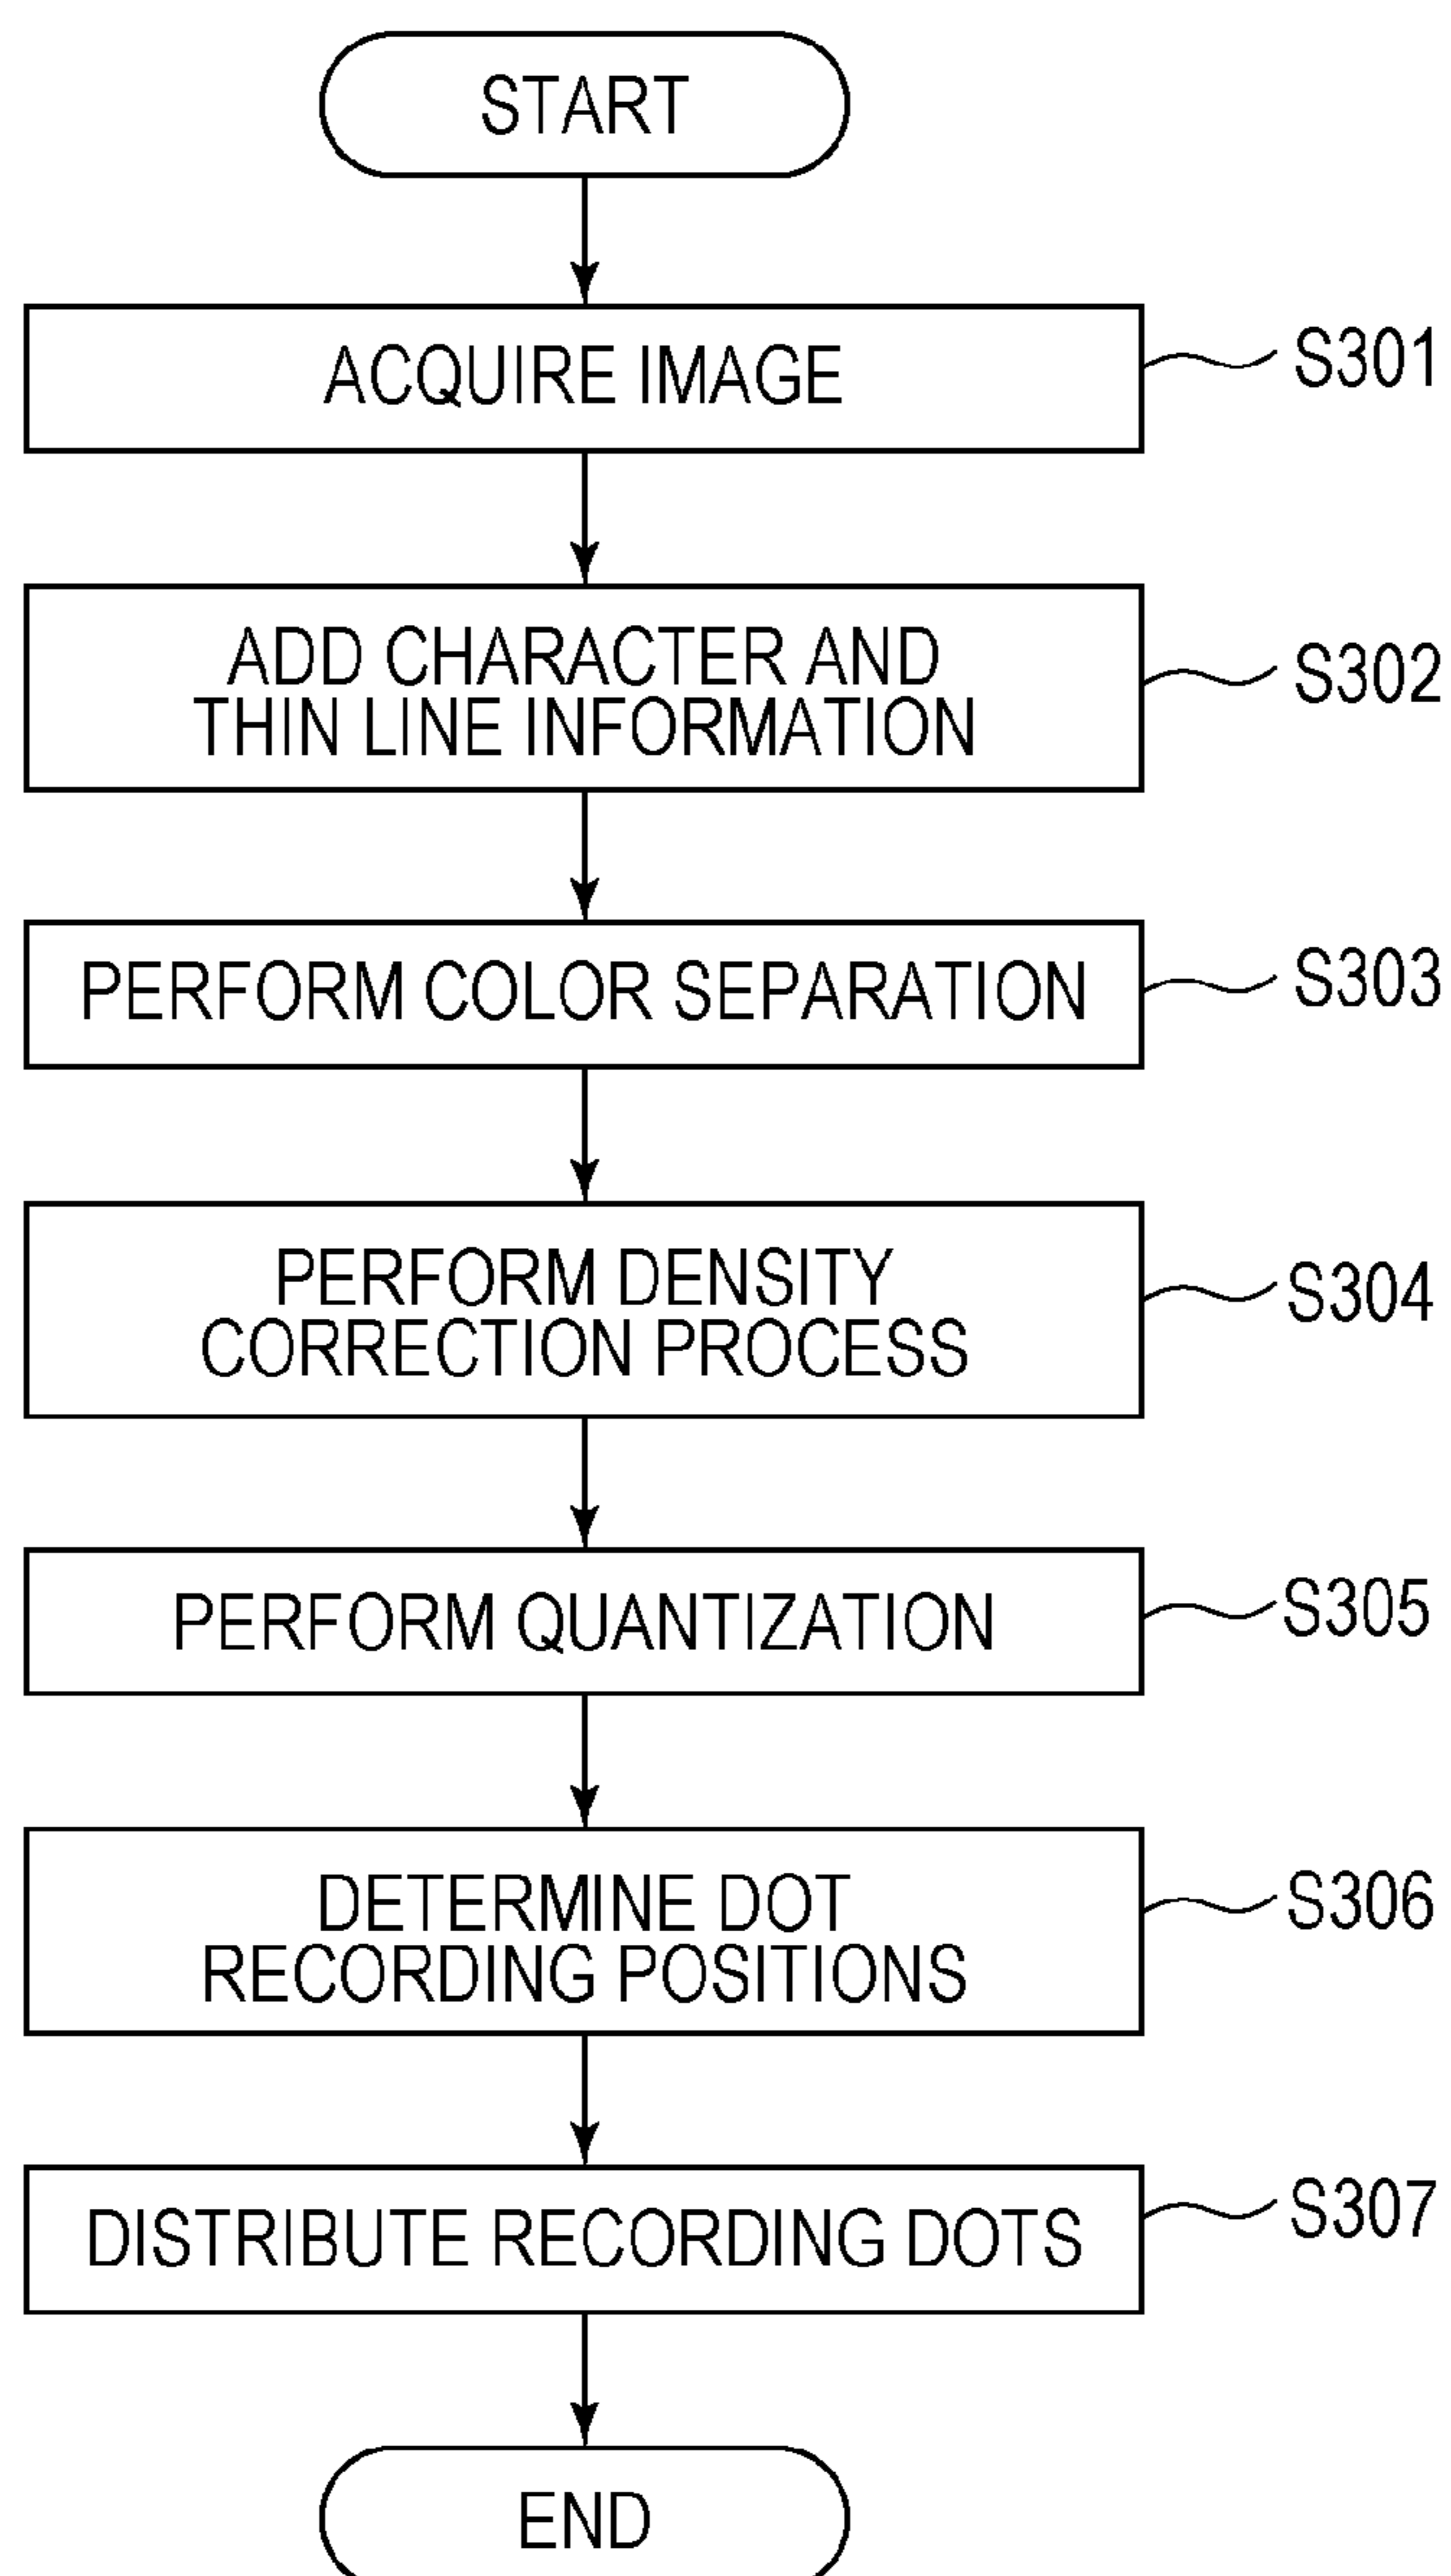 START
ACQUIRE IMAGE
S301
ADD CHARACTER AND
THIN LINE INFORMATION
S302
PERFORM COLOR SEPARATION
S303
PERFORM DENSITY
CORRECTION PROCESS
S304
PERFORM QUANTIZATION
S305
DETERMINE DOT
RECORDING POSITIONS
S306
DISTRIBUTE RECORDING DOTS
S307
END